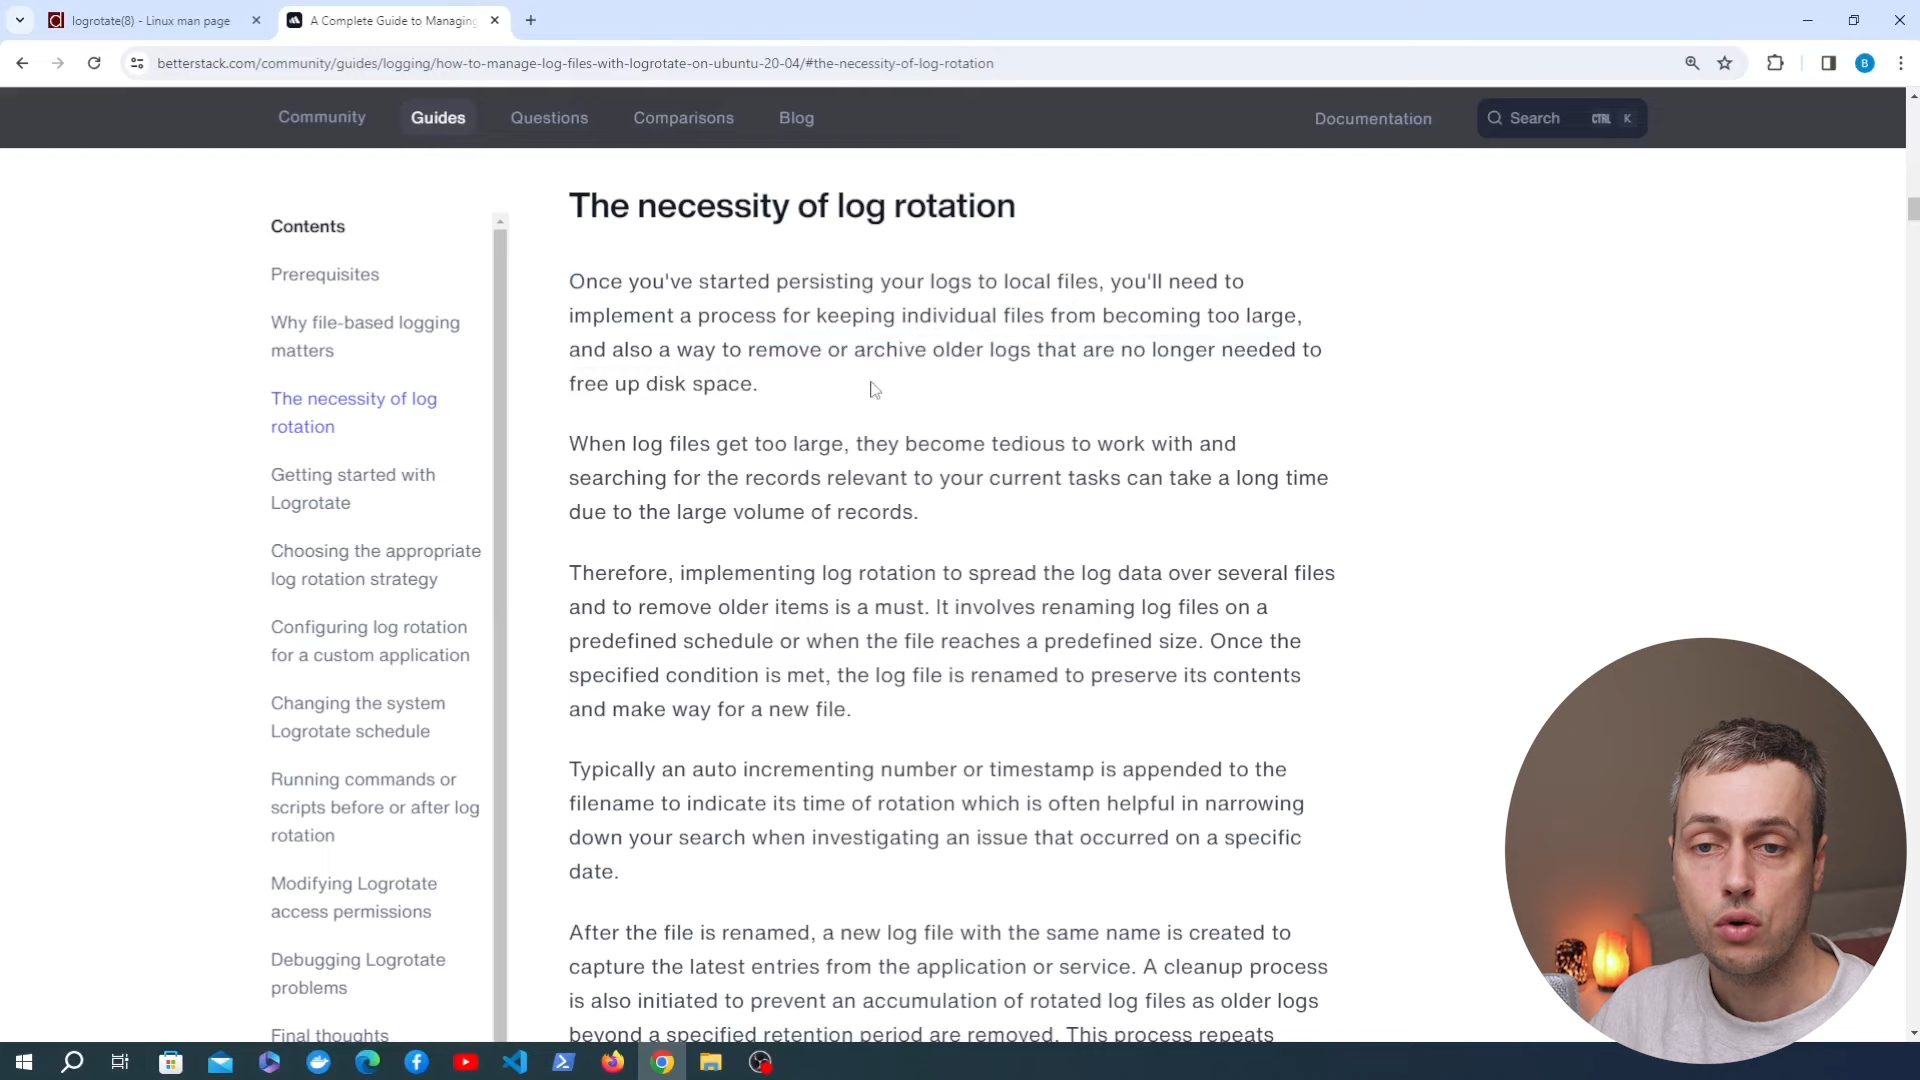 logrotate(8) - Linux man page
A Complete Guide to Managing
betterstack.com/community/guides/logging/how-to-manage-log-files-with-logrotate-on-ubuntu-20-04/#the-necessity-of-log-rotation
B
Community Guides Questions Comparisons Blog Documentation Search CTRL K
Contents
Prerequisites
Why file-based logging
matters
The necessity of log
rotation
Getting started with
Logrotate
Choosing the appropriate
log rotation strategy
Configuring log rotation
for a custom application
Changing the system
Logrotate schedule
Running commands or
scripts before or after log
rotation
Modifying Logrotate
access permissions
Debugging Logrotate
problems
Final thoughts
The necessity of log rotation
Once you've started persisting your logs to local files, you'll need to
implement a process for keeping individual files from becoming too large,
and also a way to remove or archive older logs that are no longer needed to
free up disk space.
When log files get too large, they become tedious to work with and
searching for the records relevant to your current tasks can take a long time
due to the large volume of records.
Therefore, implementing log rotation to spread the log data over several files
and to remove older items is a must. It involves renaming log files on a
predefined schedule or when the file reaches a predefined size. Once the
specified condition is met, the log file is renamed to preserve its contents
and make way for a new file.
Typically an auto incrementing number or timestamp is appended to the
filename to indicate its time of rotation which is often helpful in narrowing
down your search when investigating an issue that occurred on a specific
date.
After the file is renamed, a new log file with the same name is created to
capture the latest entries from the application or service. A cleanup process
is also initiated to prevent an accumulation of rotated log files as older logs
beyond a specified retention period are removed. This process repeats